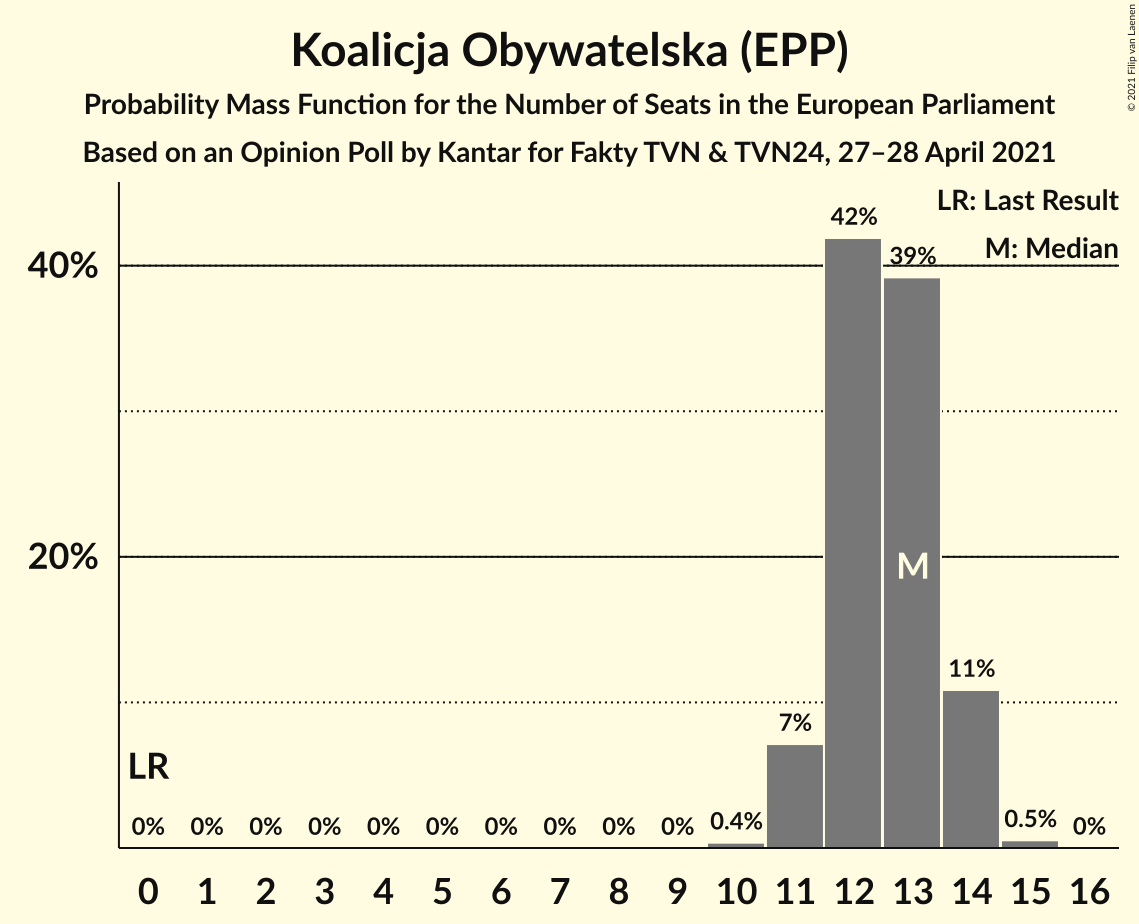 Koalicja Obywatelska (EPP)
Probability Mass Function for the Number of Seats in the European Parliament
Based on an Opinion Poll by Kantar for Fakty TVN & TVN24, 27–28 April 2021
© 2021 Filip van Laenen
LR: Last Result
M: Median
42%
39%
40%
20%
M
11%
7%
LR
0% 0% 0% 0% 0% 0% 0% 0% 0% 0% 0.4% 0.5% 0%
0 1 2 3 4 5 6 7 8 9 10 11 12 13 14 15 16